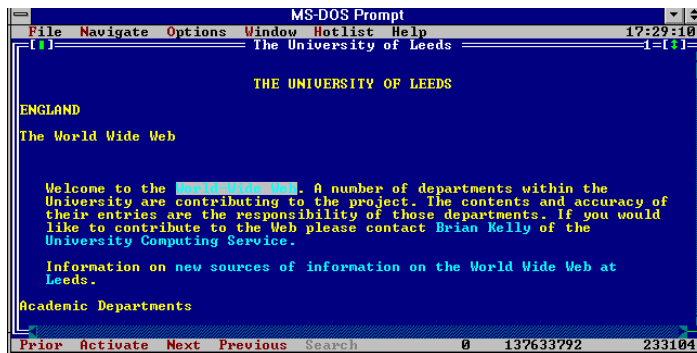 MS-DOS Prompt
File Navigate Options Window Hotlist Help 17:29:10
The University of Leeds 1
THE UNIVERSITY OF LEEDS
ENGLAND
The World Wide Web
Welcome to the World-Wide Web. A number of departments within the
University are contributing to the project. The contents and accuracy of
their entries are the responsibility of those departments. If you would
like to contribute to the Web please contact Brian Kelly of the
University Computing Service.
Information on new sources of information on the World Wide Web at
Leeds.
Academic Departments
Prior Activate Next Previous Search 0 137633792 233104